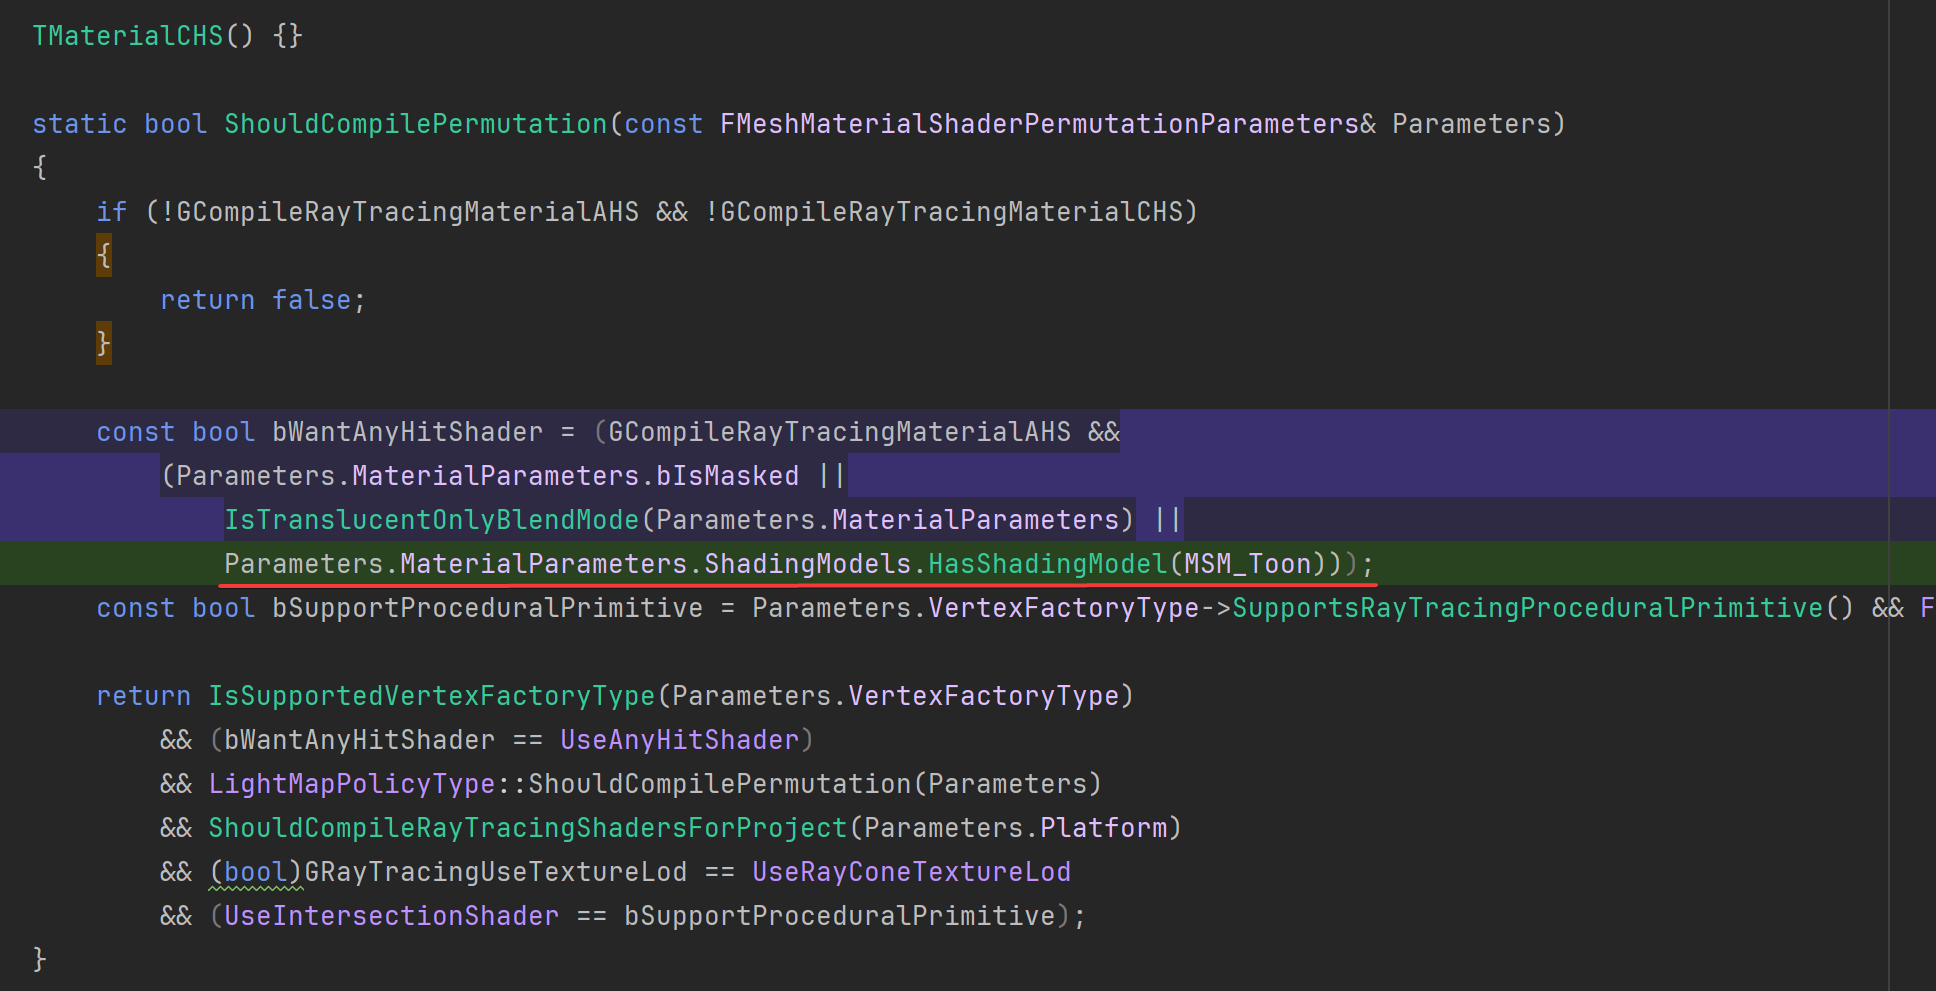 TMaterialCHS() {}
static bool ShouldCompilePermutation(const FMeshMaterialShaderPermutationParameters& Parameters)
{
if (!GCompileRayTracingMaterialAHS && !GCompileRayTracingMaterialCHS)
{
return false;
}
const bool bWantAnyHitShader = (GCompileRayTracingMaterialAHS &&
(Parameters.MaterialParameters.bIsMasked ||
IsTranslucentOnlyBlendMode(Parameters.MaterialParameters) ||
Parameters.MaterialParameters.ShadingModels.HasShadingModel(MSM_Toon)));
const bool bSupportProceduralPrimitive = Parameters.VertexFactoryType->SupportsRayTracingProceduralPrimitive() && F
return IsSupportedVertexFactoryType(Parameters.VertexFactoryType)
&& (bWantAnyHitShader == UseAnyHitShader)
&& LightMapPolicyType::ShouldCompilePermutation(Parameters)
&& ShouldCompileRayTracingShadersForProject(Parameters.Platform)
&& (bool)GRayTracingUseTextureLod == UseRayConeTextureLod
&& (UseIntersectionShader == bSupportProceduralPrimitive);
}